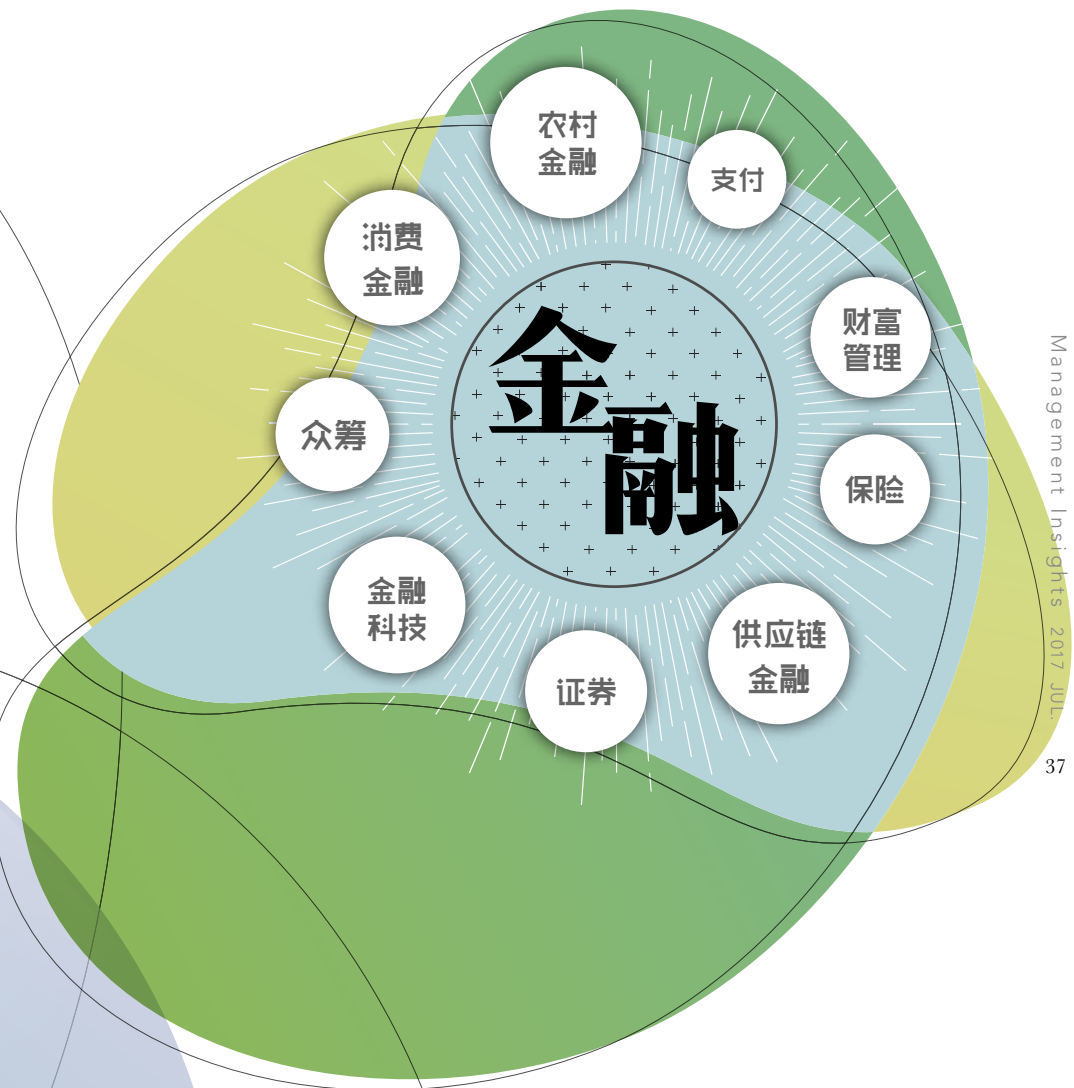 农村
金融
支付
消费
金融
财富
管理
金融
众筹
保险
金融
科技
供应链
金融
证券
Management Insights 2017 JUL.
37